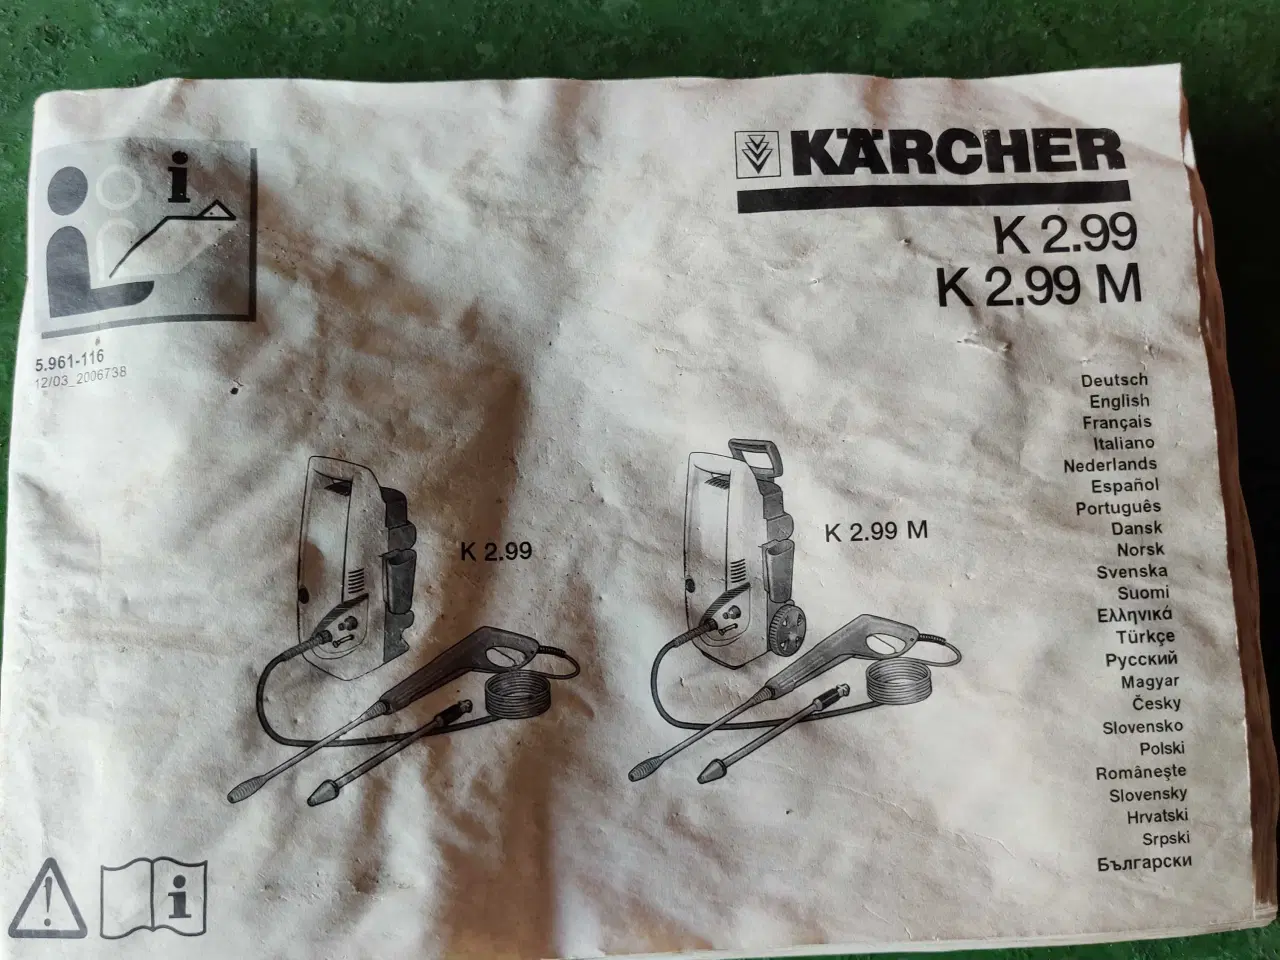 KÄRCHER
K 2.99
K 2.99 M
i
5.961-116
12/03_2006738
Deutsch
English
Français
Italiano
Nederlands
Español
Português
Dansk
Norsk
Svenska
Suomi
Ελληνικά
Türkçe
Русский
Magyar
Česky
Slovensko
Polski
Româneşte
Slovensky
Hrvatski
Srpski
Български
K 2.99
K 2.99 M
!
i